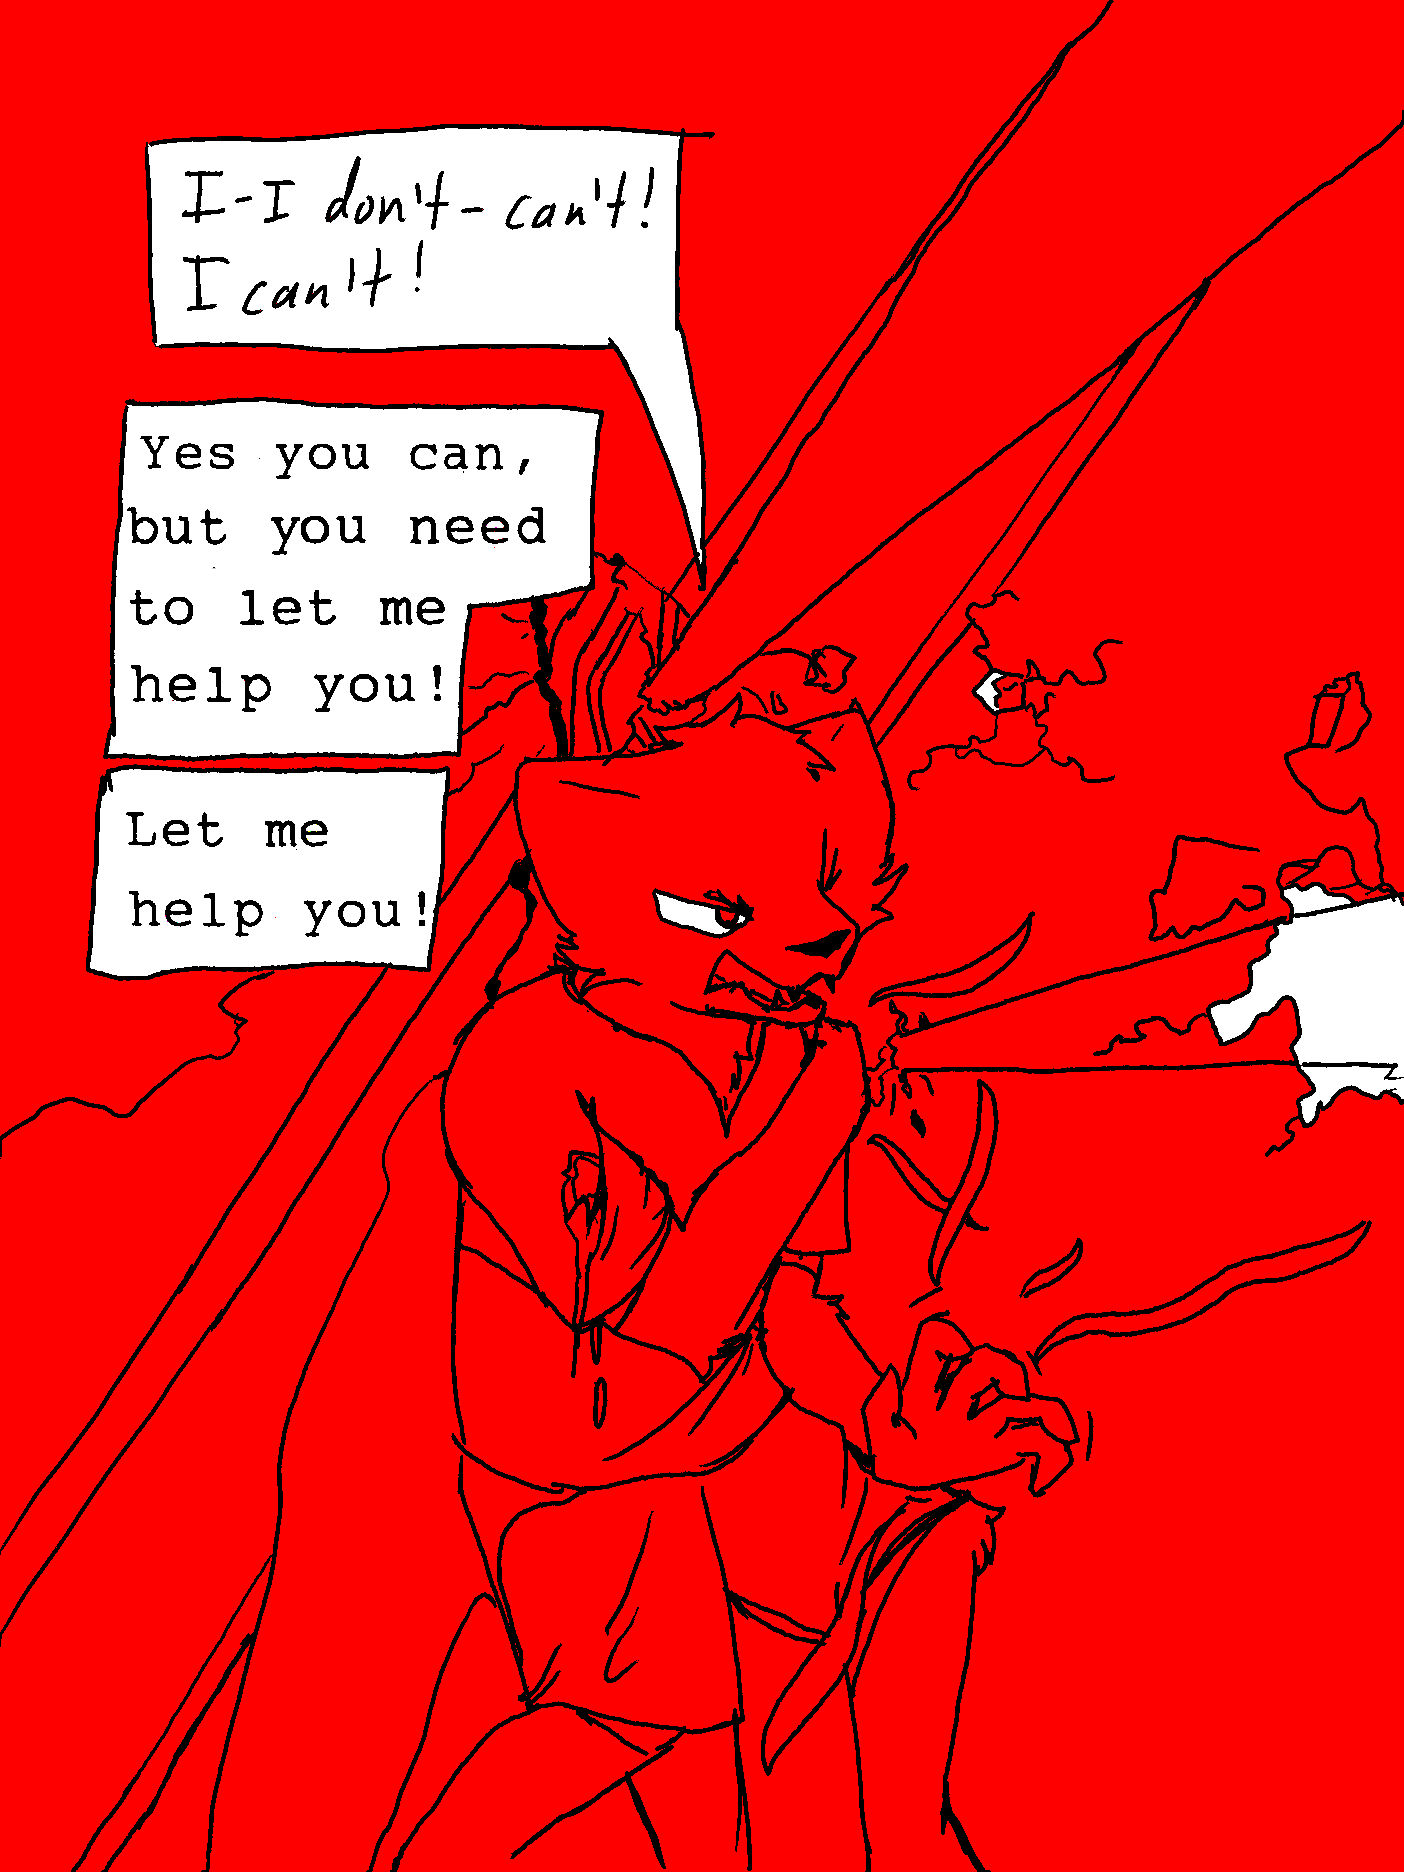 I-I don't-can't!
I can't!
Yes you can,
but you need
to let me
help you!
Let me
help you!